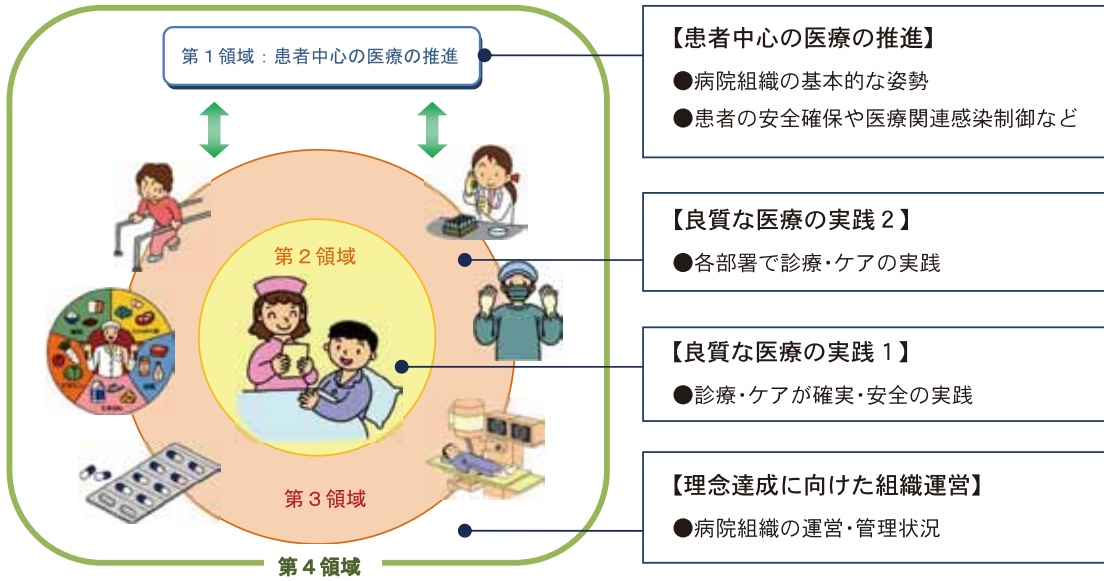 第１領域：患者中心の医療の推進
第２領域
第３領域
第４領域
【患者中心の医療の推進】
●病院組織の基本的な姿勢
●患者の安全確保や医療関連感染制御など
【良質な医療の実践２】
●各部署で診療・ケアの実践
【良質な医療の実践１】
●診療・ケアが確実・安全の実践
【理念達成に向けた組織運営】
●病院組織の運営・管理状況